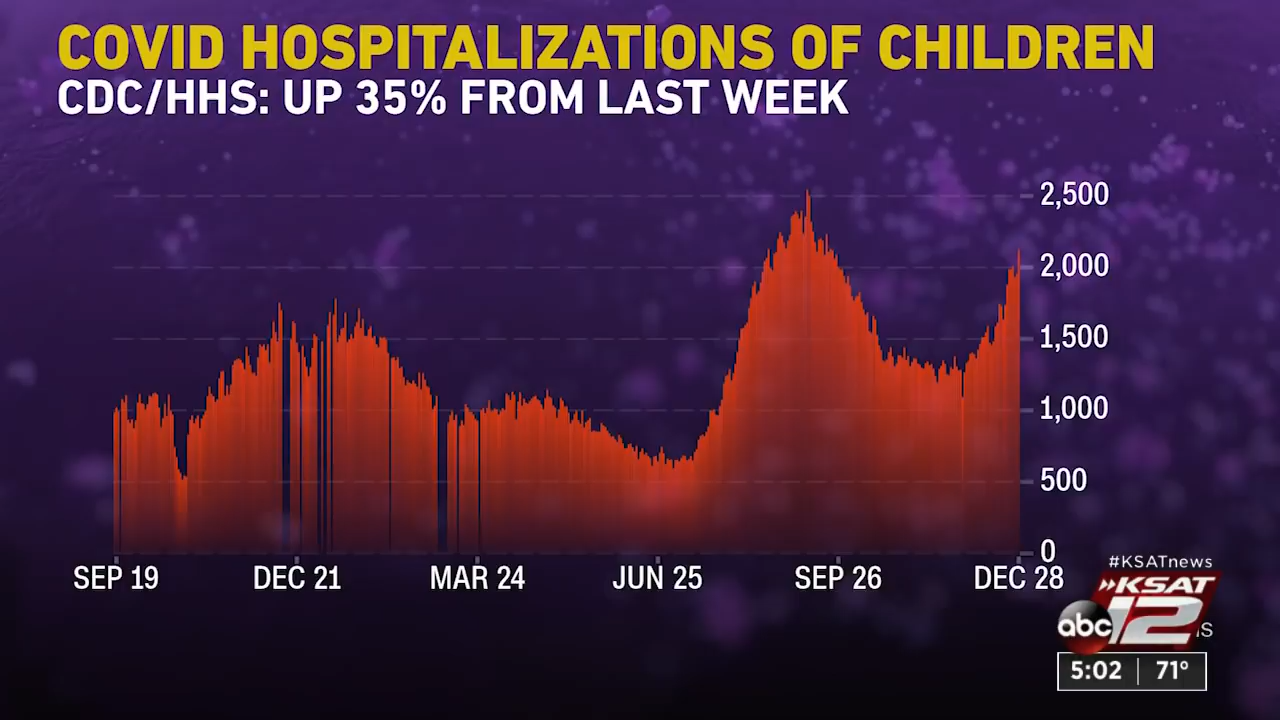 COVID HOSPITALIZATIONS OF CHILDREN
CDC/HHS: UP 35% FROM LAST WEEK
2,500
2,000
1,500
1,000
500
0
SEP 19 DEC 21 MAR 24 JUN 25 SEP 26 DEC 28
#KSATnews
KSAT
abc 12
5:02 71°